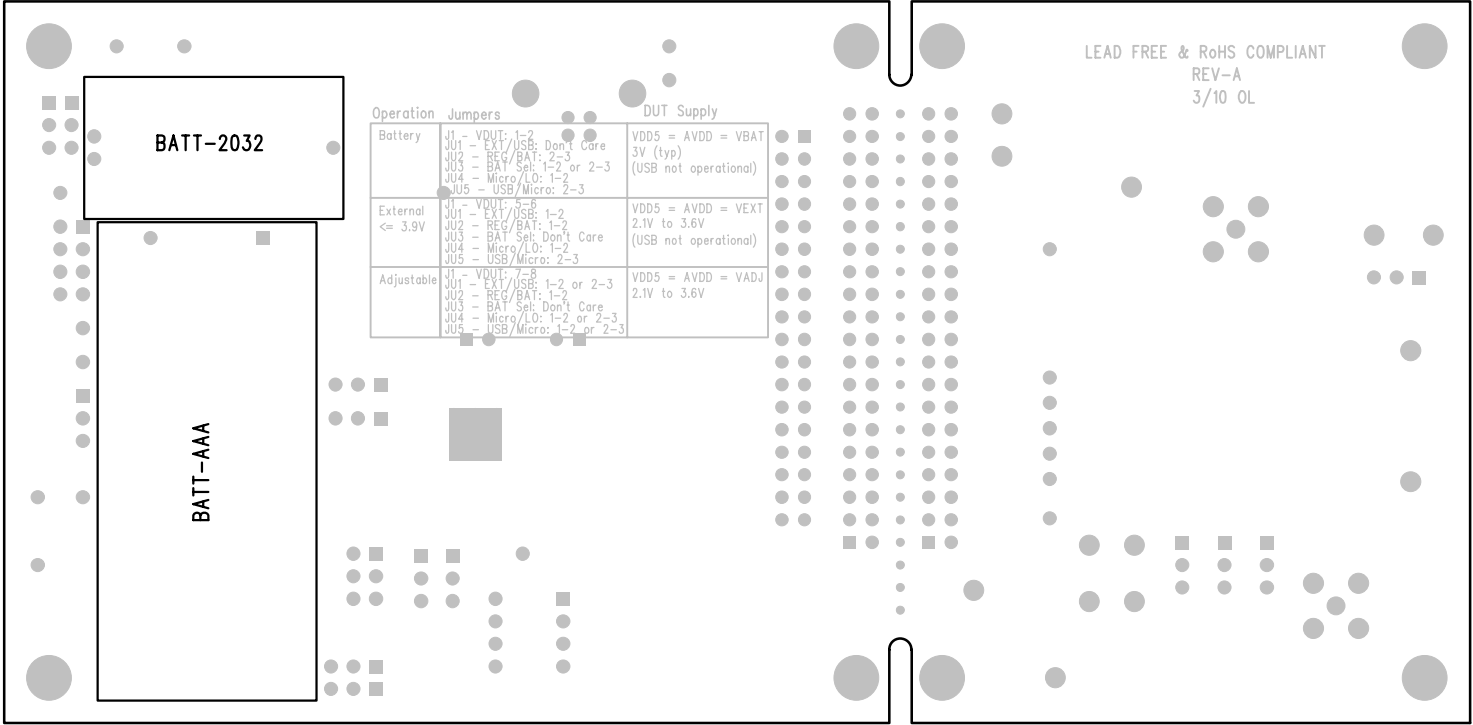 LEAD FREE & RoHS COMPLIANT
REV-A
3/10 OL
BATT-2032
BATT-AAA
Operation Jumpers DUT Supply
Battery
J1 - VDUT: 1-2
JU1 - EXT/USB: Don't Care
JU2 - REG/BAT: 2-3
JU3 - BAT Sel: 1-2 or 2-3
JU4 - Micro/LO: 1-2
JU5 - USB/Micro: 2-3
VDD5 = AVDD = VBAT
3V (typ)
(USB not operational)
External
<= 3.9V
J1 - VDUT: 5-6
JU1 - EXT/USB: 1-2
JU2 - REG/BAT: 1-2
JU3 - BAT Sel: Don't Care
JU4 - Micro/LO: 1-2
JU5 - USB/Micro: 2-3
VDD5 = AVDD = VEXT
2.1V to 3.6V
(USB not operational)
Adjustable
J1 - VDUT: 7-8
JU1 - EXT/USB: 1-2 or 2-3
JU2 - REG/BAT: 1-2
JU3 - BAT Sel: Don't Care
JU4 - Micro/LO: 1-2 or 2-3
JU5 - USB/Micro: 1-2 or 2-3
VDD5 = AVDD = VADJ
2.1V to 3.6V